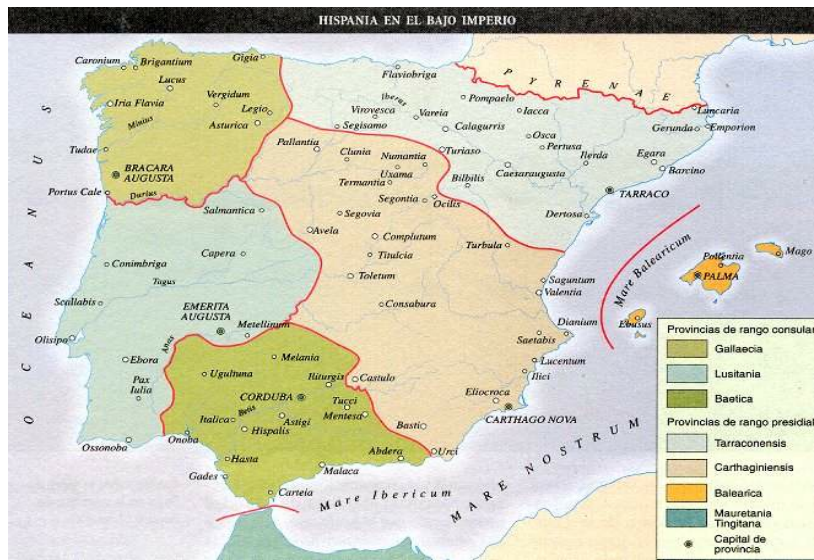 HISPANIA EN EL BAJO IMPERIO
OCEANUS
PYRENAE
Caronium
Brigantium
Gigia
Lucus
Iria Flavia
Vergidum
Legio
Minius
Asturica
Tudae
BRACARA
AUGUSTA
Portus Cale
Durius
Flaviobriga
Iberus
Pompaelo
Iacca
Iuncaria
Virovesca
Vareia
Segisamo
Calagurris
Osca
Gerunda
Emporion
Pallantia
Turiaso
Pertusa
Egara
Clunia
Numantia
Ilerda
Uxama
Bilbilis
Caesaraugusta
Barcino
Termantia
Segontia
Ocilis
TARRACO
Salmantica
Segovia
Dertosa
Avela
Complutum
Turbula
Capera
Titulcia
Conimbriga
Tagus
Toletum
Saguntum
Valentia
Consabura
Scallabis
EMERITA
AUGUSTA
Metellinum
Olisipo
Anas
Dianium
Saetabis
Ebora
Melania
Lucentum
Ugultuna
Iliturgis
Castulo
Ilici
Pax
Iulia
CORDUBA
Eliocroca
Tucci
Italica
Betis
Astigi
Mentesa
CARTHAGO NOVA
Hispalis
Basti
Ossonoba
Onoba
Hasta
Abdera
Urci
Malaca
Gades
Carteia
Mare Ibericum
MARE NOSTRUM
Mare Balearicum
Pollentia
Mago
PALMA
Ebusus
Provincias de rango consular
Gallaecia
Lusitania
Baetica
Provincias de rango presidial
Tarraconensis
Carthaginiensis
Balearica
Mauretania
Tingitana
Capital de
provincia